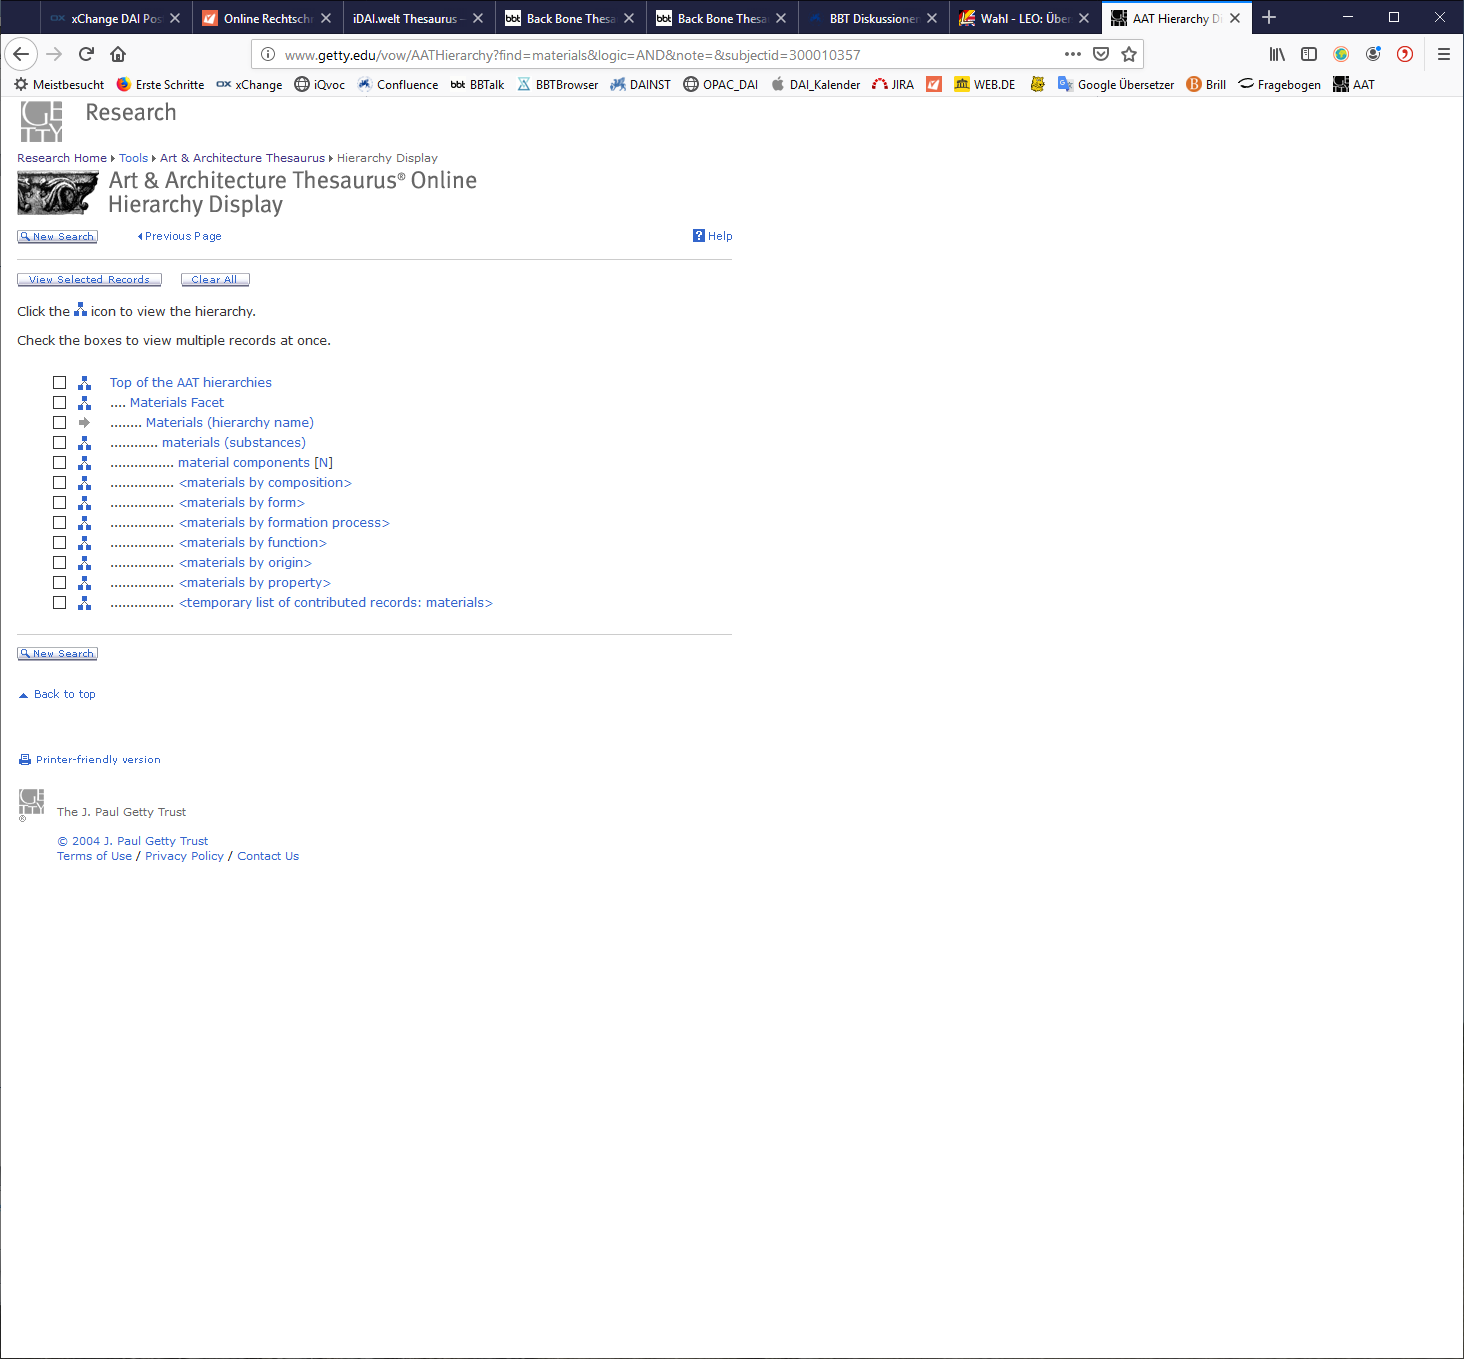 xChange DAI Pos
Online Rechtschr
iDAI.welt Thesaurus –
bbt Back Bone Thesa
bbt Back Bone Thesa
BBT Diskussionen
Wahl - LEO: Über
AAT Hierarchy Di
www.getty.edu/vow/AATHierarchy?find=materials&logic=AND&note=&subjectid=300010357
Meistbesucht Erste Schritte xChange iQvoc Confluence bbt BBTalk BBTBrowser DAINST OPAC_DAI DAI_Kalender JIRA WEB.DE Google Übersetzer Brill Fragebogen AAT
GETTY
Research
Research Home Tools Art & Architecture Thesaurus Hierarchy Display
Art & Architecture Thesaurus® Online
Hierarchy Display
New Search Previous Page ? Help
View Selected Records Clear All
Click the icon to view the hierarchy.
Check the boxes to view multiple records at once.
Top of the AAT hierarchies
.... Materials Facet
........ Materials (hierarchy name)
............ materials (substances)
................ material components [N]
................ <materials by composition>
................ <materials by form>
................ <materials by formation process>
................ <materials by function>
................ <materials by origin>
................ <materials by property>
................ <temporary list of contributed records: materials>
New Search
Back to top
Printer-friendly version
GETTY
®
The J. Paul Getty Trust
© 2004 J. Paul Getty Trust
Terms of Use / Privacy Policy / Contact Us